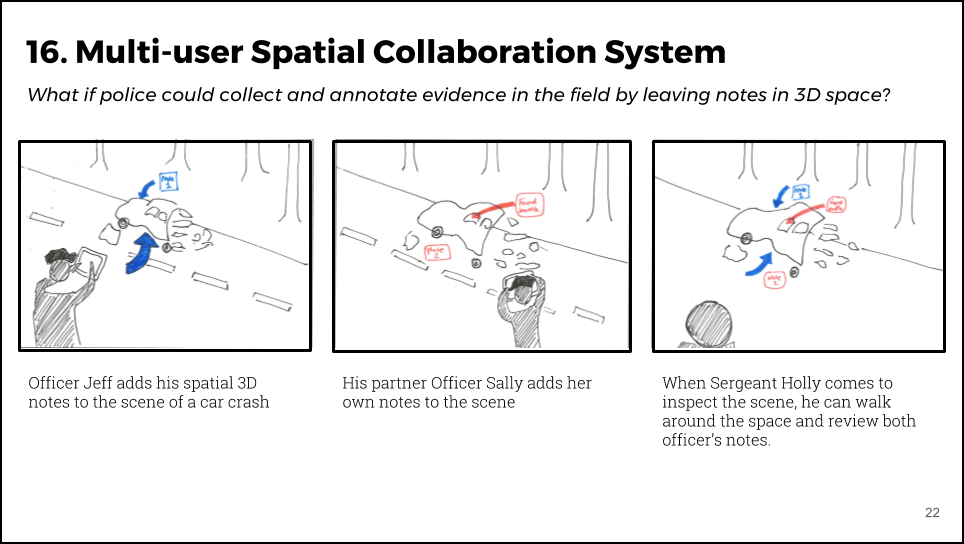 16. Multi-user Spatial Collaboration System
What if police could collect and annotate evidence in the field by leaving notes in 3D space?
Note
1
Found
bottle
Note
2
Note
1
Note
2
Officer Jeff adds his spatial 3D
notes to the scene of a car crash
His partner Officer Sally adds her
own notes to the scene
When Sergeant Holly comes to
inspect the scene, he can walk
around the space and review both
officer's notes.
22